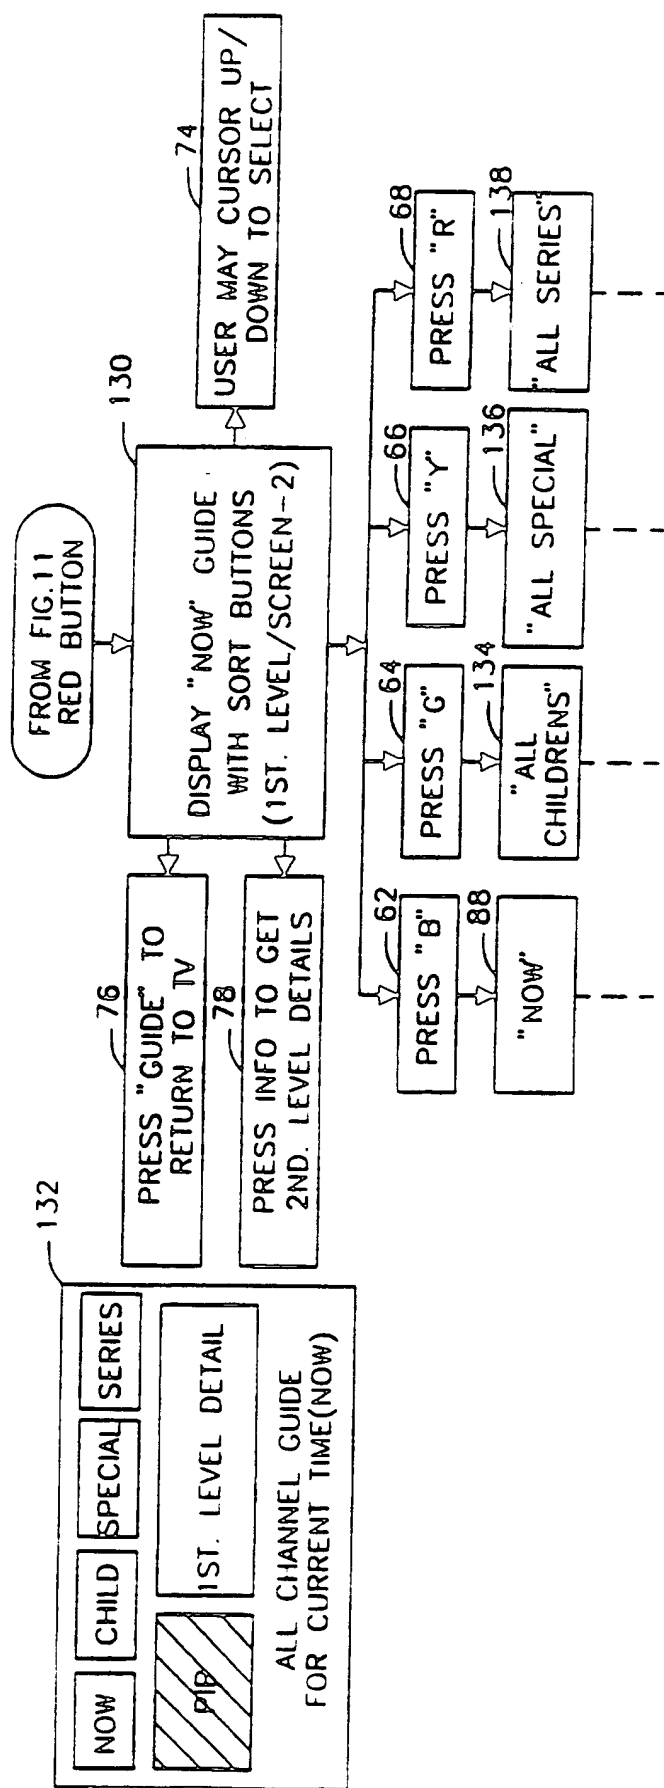 FROM FIG.11
RED BUTTON
130
DISPLAY "NOW" GUIDE
WITH SORT BUTTONS
(1ST. LEVEL/SCREEN-2)
74
USER MAY CURSOR UP/
DOWN TO SELECT
76
PRESS "GUIDE" TO
RETURN TO TV
78
PRESS INFO TO GET
2ND. LEVEL DETAILS
132
NOW
CHILD
SPECIAL
SERIES
PIP
1ST. LEVEL DETAIL
ALL CHANNEL GUIDE
FOR CURRENT TIME(NOW)
62
PRESS "B"
88
"NOW"
64
PRESS "G"
134
"ALL
CHILDRENS"
66
PRESS "Y"
136
"ALL SPECIAL"
68
PRESS "R"
138
"ALL SERIES"